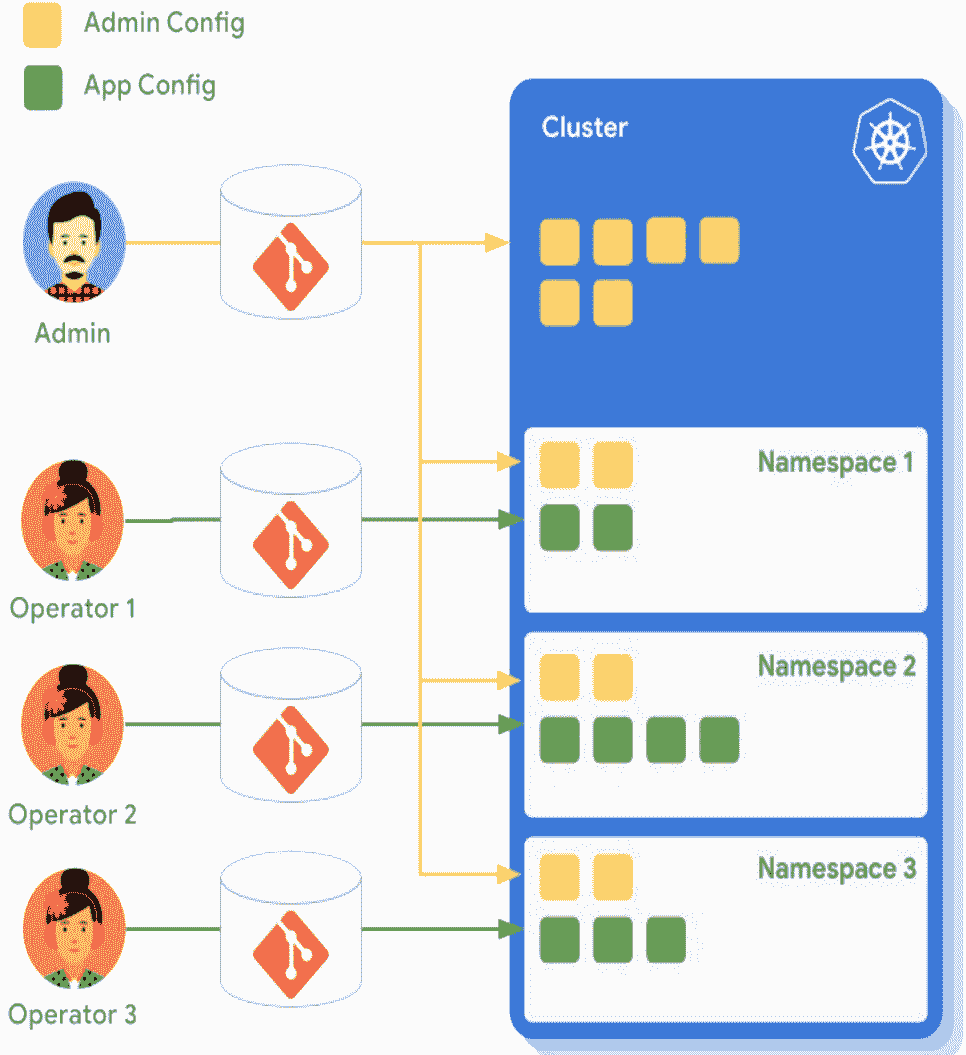 Admin Config
App Config
Cluster
Admin
Namespace 1
Operator 1
Namespace 2
Operator 2
Namespace 3
Operator 3